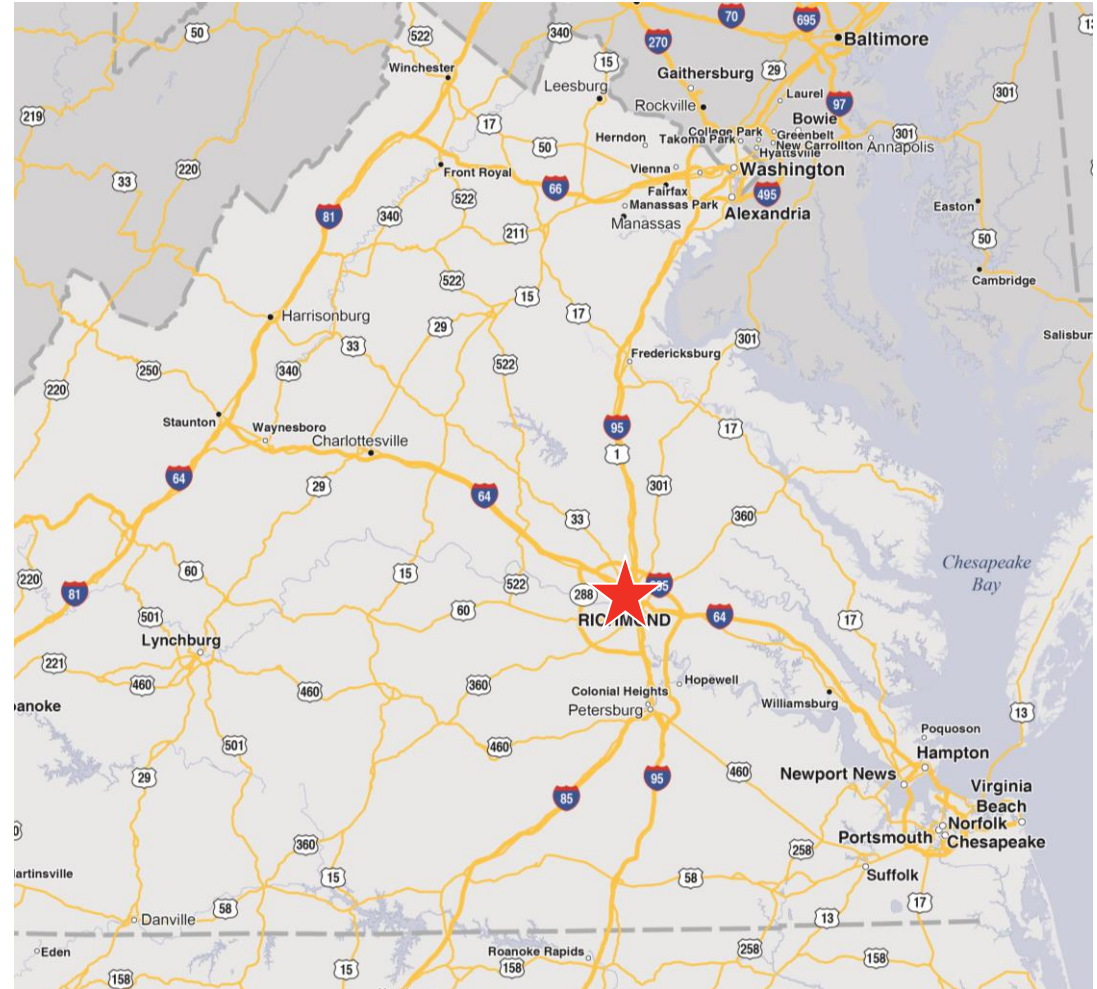 50
522
340
70
695
13
Baltimore
270
15
Winchester
Gaithersburg
29
Leesburg
Laurel
301
Rockville
97
219
17
Bowie
Herndon
College Park
Greenbelt
301
50
Takoma Park
New Carrollton
Annapolis
Hyattsville
220
Vienna
Washington
33
Front Royal
66
Fairfax
495
522
Manassas Park
Easton
81
340
Manassas
Alexandria
211
50
522
Cambridge
15
Harrisonburg
17
29
301
Salisbur
33
Fredericksburg
250
340
522
220
Staunton
Waynesboro
95
17
Charlottesville
1
64
29
64
301
33
360
Chesapeake
Bay
60
15
220
522
81
288
501
60
RICHMOND
64
17
Lynchburg
221
460
460
360
Hopewell
Colonial Heights
Williamsburg
anoke
Petersburg
13
Poquoson
501
460
Hampton
29
95
460
Newport News
Virginia
Beach
85
Norfolk
Portsmouth
Chesapeake
360
258
artinsville
15
58
Suffolk
58
17
Danville
13
Eden
Roanoke Rapids
258
158
15
158
158